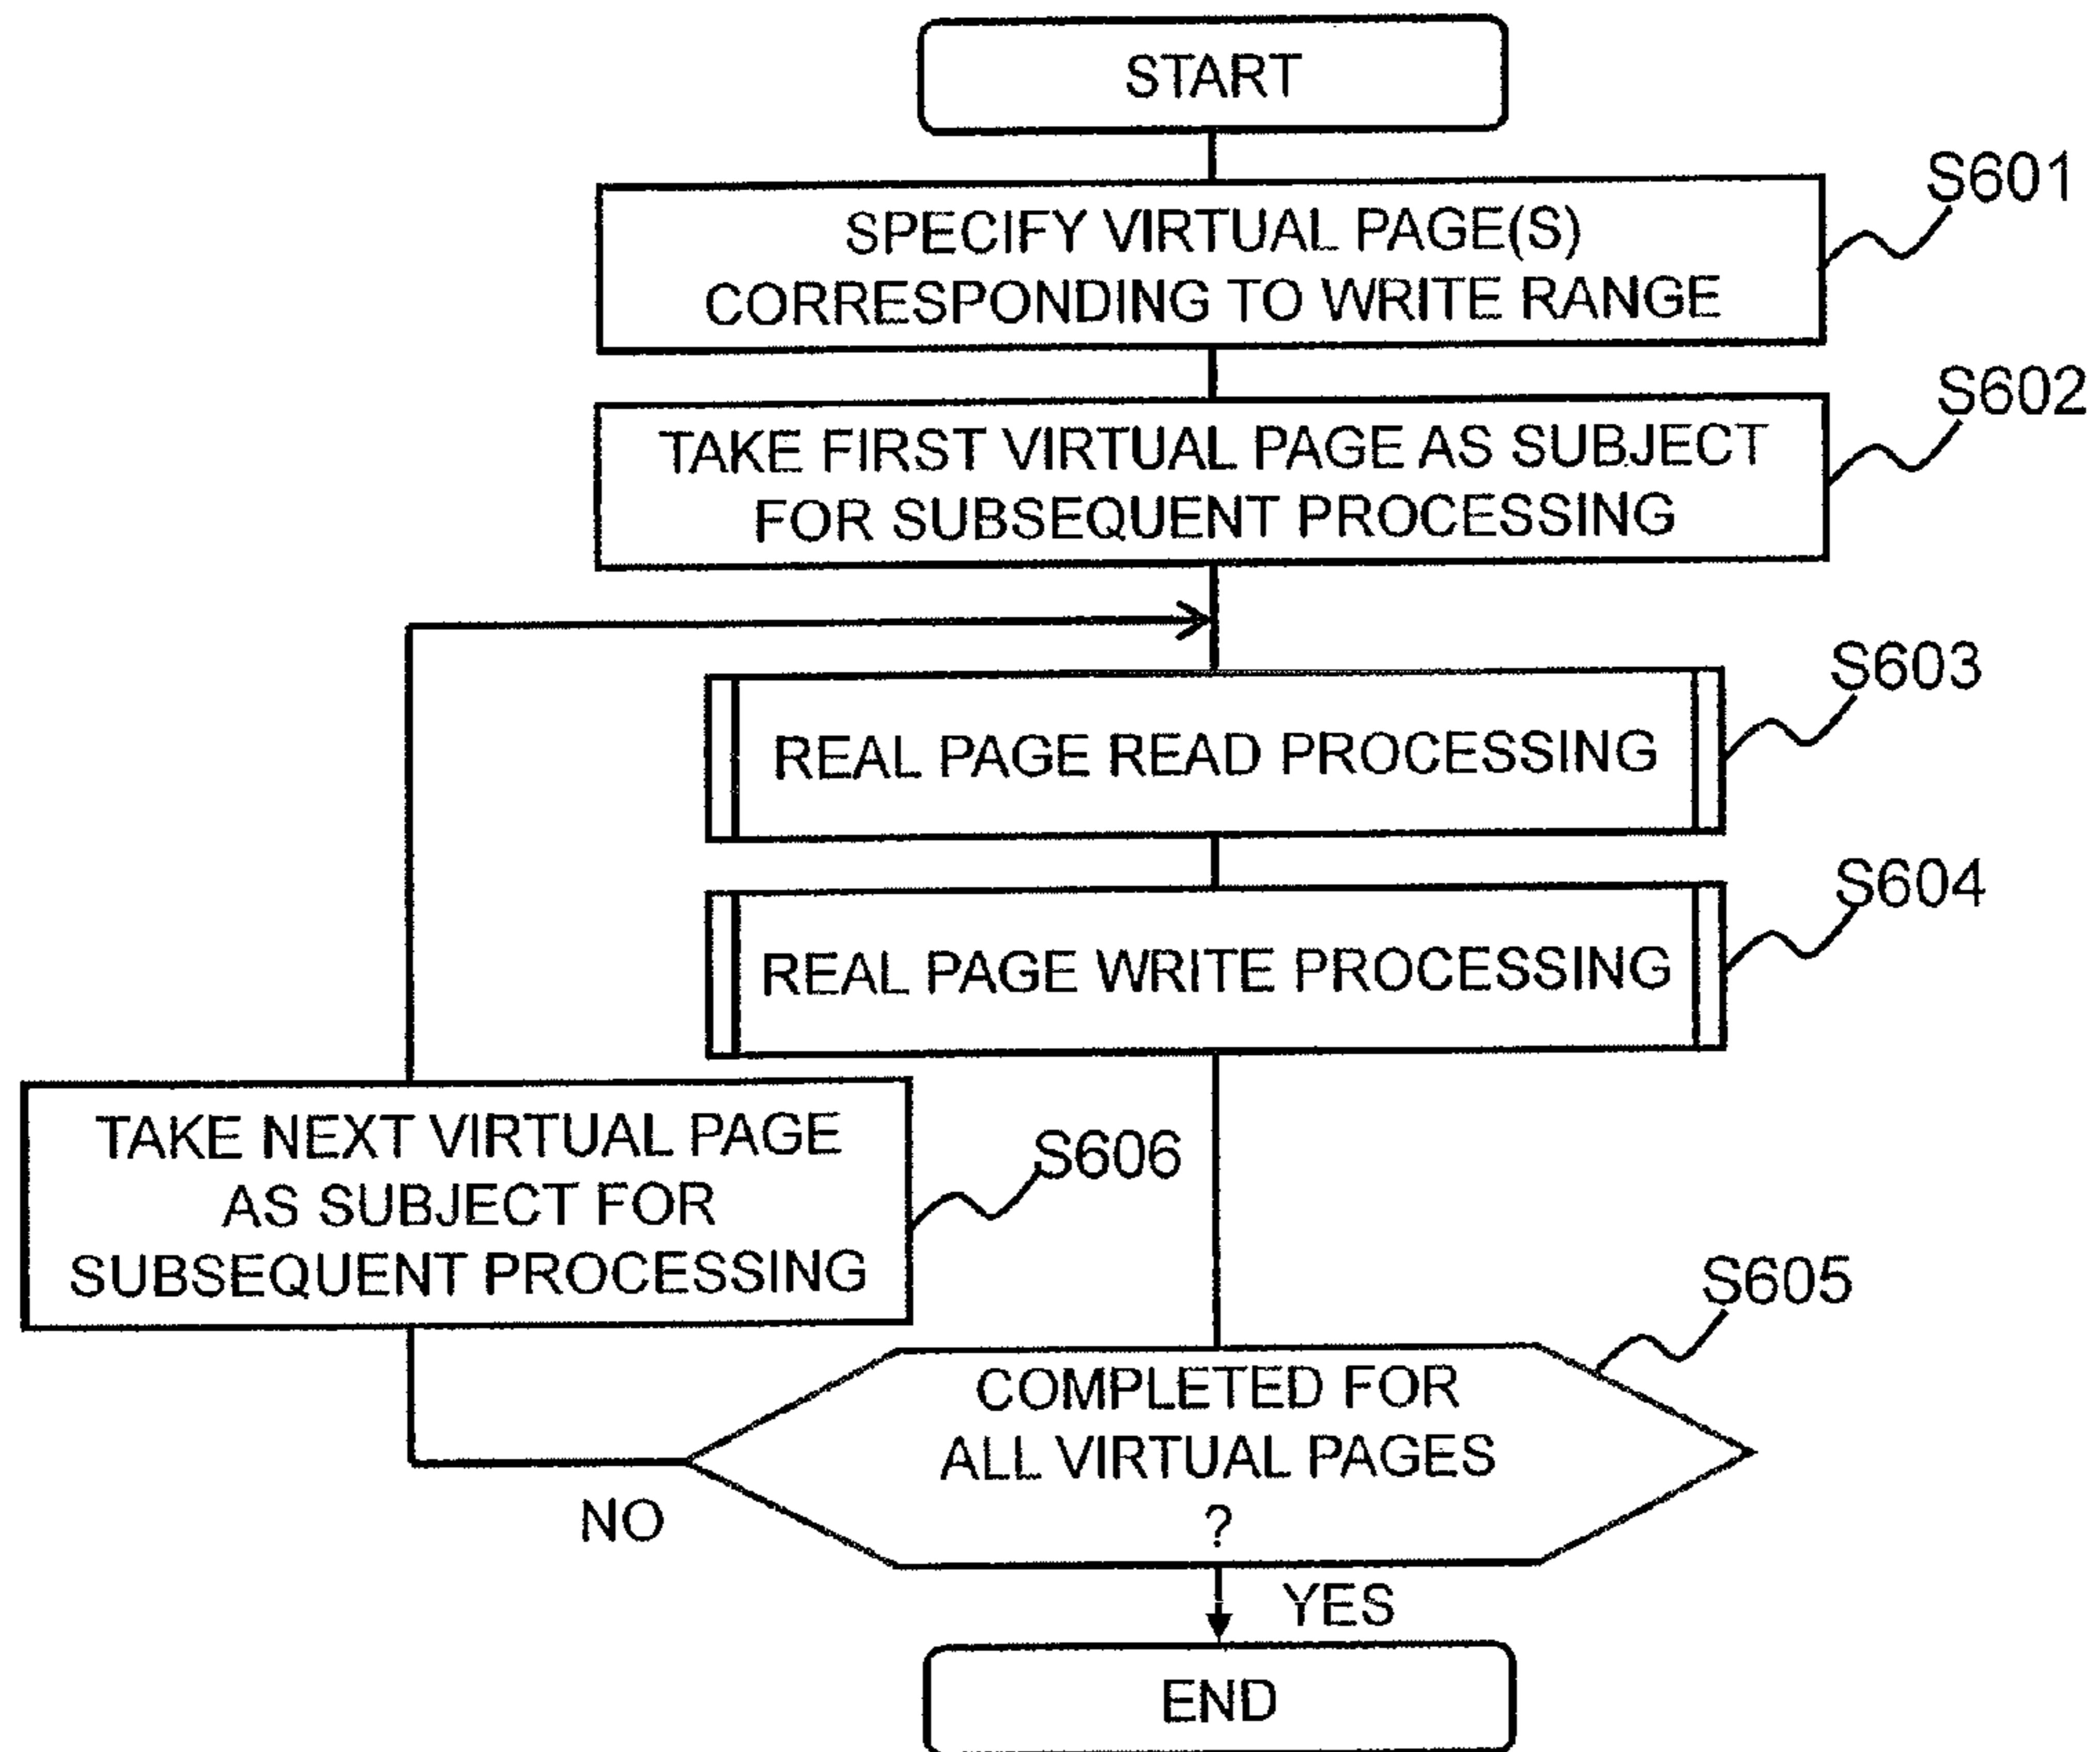 START
S601
SPECIFY VIRTUAL PAGE(S)
CORRESPONDING TO WRITE RANGE
S602
TAKE FIRST VIRTUAL PAGE AS SUBJECT
FOR SUBSEQUENT PROCESSING
S603
REAL PAGE READ PROCESSING
S604
REAL PAGE WRITE PROCESSING
TAKE NEXT VIRTUAL PAGE
AS SUBJECT FOR
SUBSEQUENT PROCESSING
S606
S605
COMPLETED FOR
ALL VIRTUAL PAGES
?
NO
YES
END